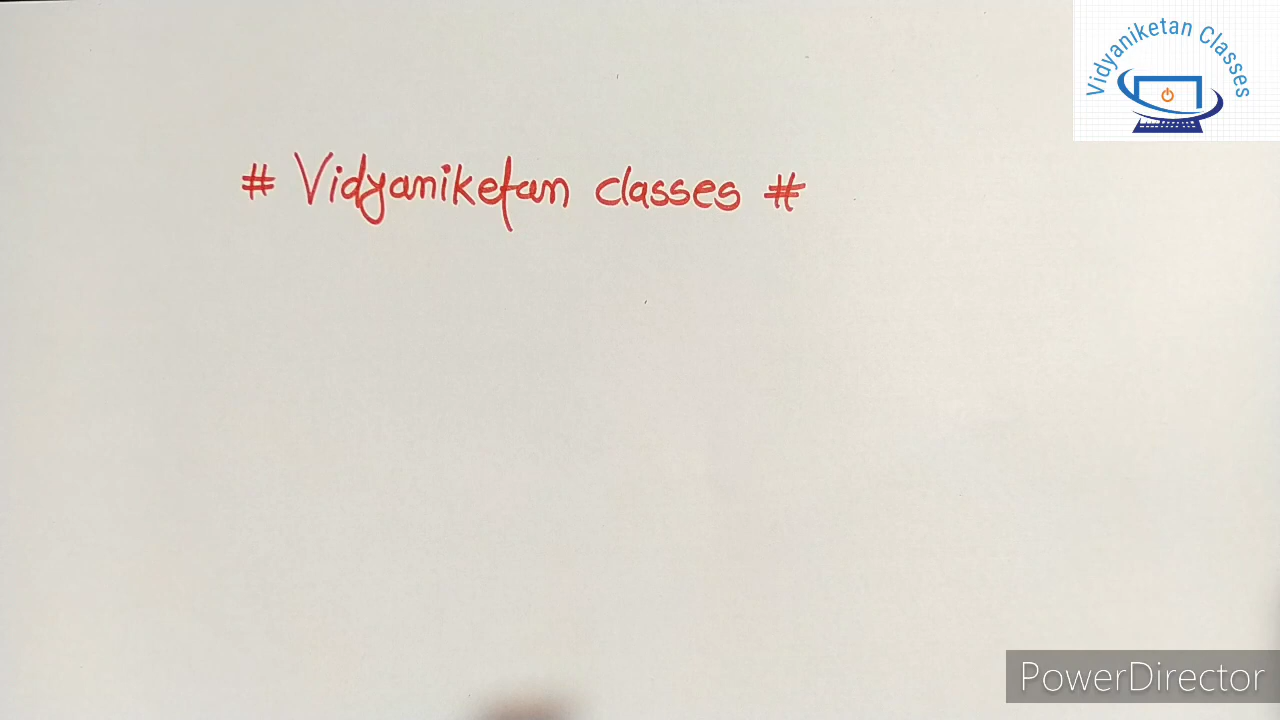 Vidyaniketan Classes
# Vidyaniketan classes #
PowerDirector